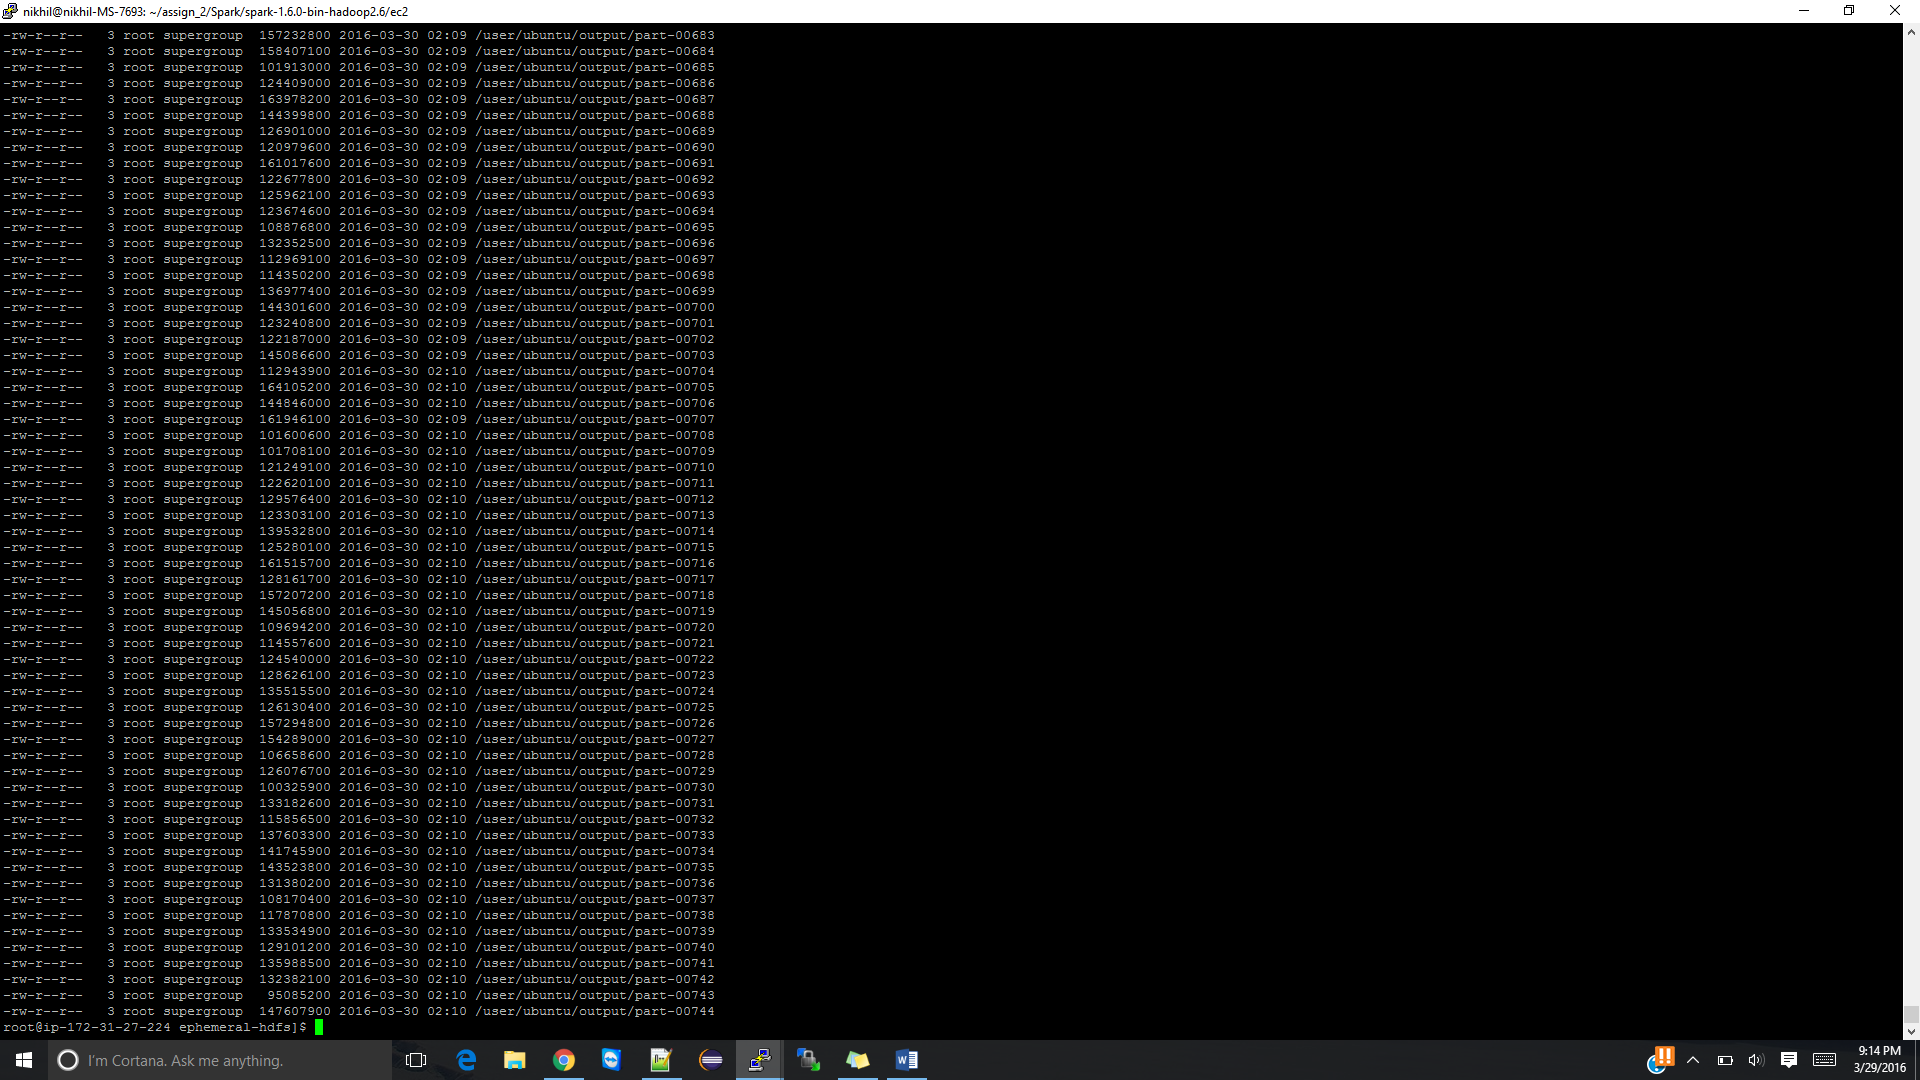 nikhil@nikhil-MS-7693: ~/assign_2/Spark/spark-1.6.0-bin-hadoop2.6/ec2
-rw-r--r--   3 root supergroup  157232800 2016-03-30 02:09 /user/ubuntu/output/part-00683
-rw-r--r--   3 root supergroup  158407100 2016-03-30 02:09 /user/ubuntu/output/part-00684
-rw-r--r--   3 root supergroup  101913000 2016-03-30 02:09 /user/ubuntu/output/part-00685
-rw-r--r--   3 root supergroup  124409000 2016-03-30 02:09 /user/ubuntu/output/part-00686
-rw-r--r--   3 root supergroup  163978200 2016-03-30 02:09 /user/ubuntu/output/part-00687
-rw-r--r--   3 root supergroup  144399800 2016-03-30 02:09 /user/ubuntu/output/part-00688
-rw-r--r--   3 root supergroup  126901000 2016-03-30 02:09 /user/ubuntu/output/part-00689
-rw-r--r--   3 root supergroup  120979600 2016-03-30 02:09 /user/ubuntu/output/part-00690
-rw-r--r--   3 root supergroup  161017600 2016-03-30 02:09 /user/ubuntu/output/part-00691
-rw-r--r--   3 root supergroup  122677800 2016-03-30 02:09 /user/ubuntu/output/part-00692
-rw-r--r--   3 root supergroup  125962100 2016-03-30 02:09 /user/ubuntu/output/part-00693
-rw-r--r--   3 root supergroup  123674600 2016-03-30 02:09 /user/ubuntu/output/part-00694
-rw-r--r--   3 root supergroup  108876800 2016-03-30 02:09 /user/ubuntu/output/part-00695
-rw-r--r--   3 root supergroup  132352500 2016-03-30 02:09 /user/ubuntu/output/part-00696
-rw-r--r--   3 root supergroup  112969100 2016-03-30 02:09 /user/ubuntu/output/part-00697
-rw-r--r--   3 root supergroup  114350200 2016-03-30 02:09 /user/ubuntu/output/part-00698
-rw-r--r--   3 root supergroup  136977400 2016-03-30 02:09 /user/ubuntu/output/part-00699
-rw-r--r--   3 root supergroup  144301600 2016-03-30 02:09 /user/ubuntu/output/part-00700
-rw-r--r--   3 root supergroup  123240800 2016-03-30 02:09 /user/ubuntu/output/part-00701
-rw-r--r--   3 root supergroup  122187000 2016-03-30 02:09 /user/ubuntu/output/part-00702
-rw-r--r--   3 root supergroup  145086600 2016-03-30 02:09 /user/ubuntu/output/part-00703
-rw-r--r--   3 root supergroup  112943900 2016-03-30 02:10 /user/ubuntu/output/part-00704
-rw-r--r--   3 root supergroup  164105200 2016-03-30 02:10 /user/ubuntu/output/part-00705
-rw-r--r--   3 root supergroup  144846000 2016-03-30 02:10 /user/ubuntu/output/part-00706
-rw-r--r--   3 root supergroup  161946100 2016-03-30 02:09 /user/ubuntu/output/part-00707
-rw-r--r--   3 root supergroup  101600600 2016-03-30 02:10 /user/ubuntu/output/part-00708
-rw-r--r--   3 root supergroup  101708100 2016-03-30 02:10 /user/ubuntu/output/part-00709
-rw-r--r--   3 root supergroup  121249100 2016-03-30 02:10 /user/ubuntu/output/part-00710
-rw-r--r--   3 root supergroup  122620100 2016-03-30 02:10 /user/ubuntu/output/part-00711
-rw-r--r--   3 root supergroup  129576400 2016-03-30 02:10 /user/ubuntu/output/part-00712
-rw-r--r--   3 root supergroup  123303100 2016-03-30 02:10 /user/ubuntu/output/part-00713
-rw-r--r--   3 root supergroup  139532800 2016-03-30 02:10 /user/ubuntu/output/part-00714
-rw-r--r--   3 root supergroup  125280100 2016-03-30 02:10 /user/ubuntu/output/part-00715
-rw-r--r--   3 root supergroup  161515700 2016-03-30 02:10 /user/ubuntu/output/part-00716
-rw-r--r--   3 root supergroup  128161700 2016-03-30 02:10 /user/ubuntu/output/part-00717
-rw-r--r--   3 root supergroup  157207200 2016-03-30 02:10 /user/ubuntu/output/part-00718
-rw-r--r--   3 root supergroup  145056800 2016-03-30 02:10 /user/ubuntu/output/part-00719
-rw-r--r--   3 root supergroup  109694200 2016-03-30 02:10 /user/ubuntu/output/part-00720
-rw-r--r--   3 root supergroup  114557600 2016-03-30 02:10 /user/ubuntu/output/part-00721
-rw-r--r--   3 root supergroup  124540000 2016-03-30 02:10 /user/ubuntu/output/part-00722
-rw-r--r--   3 root supergroup  128626100 2016-03-30 02:10 /user/ubuntu/output/part-00723
-rw-r--r--   3 root supergroup  135515500 2016-03-30 02:10 /user/ubuntu/output/part-00724
-rw-r--r--   3 root supergroup  126130400 2016-03-30 02:10 /user/ubuntu/output/part-00725
-rw-r--r--   3 root supergroup  157294800 2016-03-30 02:10 /user/ubuntu/output/part-00726
-rw-r--r--   3 root supergroup  154289000 2016-03-30 02:10 /user/ubuntu/output/part-00727
-rw-r--r--   3 root supergroup  106658600 2016-03-30 02:10 /user/ubuntu/output/part-00728
-rw-r--r--   3 root supergroup  126076700 2016-03-30 02:10 /user/ubuntu/output/part-00729
-rw-r--r--   3 root supergroup  100325900 2016-03-30 02:10 /user/ubuntu/output/part-00730
-rw-r--r--   3 root supergroup  133182600 2016-03-30 02:10 /user/ubuntu/output/part-00731
-rw-r--r--   3 root supergroup  115856500 2016-03-30 02:10 /user/ubuntu/output/part-00732
-rw-r--r--   3 root supergroup  137603300 2016-03-30 02:10 /user/ubuntu/output/part-00733
-rw-r--r--   3 root supergroup  141745900 2016-03-30 02:10 /user/ubuntu/output/part-00734
-rw-r--r--   3 root supergroup  143523800 2016-03-30 02:10 /user/ubuntu/output/part-00735
-rw-r--r--   3 root supergroup  131380200 2016-03-30 02:10 /user/ubuntu/output/part-00736
-rw-r--r--   3 root supergroup  108170400 2016-03-30 02:10 /user/ubuntu/output/part-00737
-rw-r--r--   3 root supergroup  117870800 2016-03-30 02:10 /user/ubuntu/output/part-00738
-rw-r--r--   3 root supergroup  133534900 2016-03-30 02:10 /user/ubuntu/output/part-00739
-rw-r--r--   3 root supergroup  129101200 2016-03-30 02:10 /user/ubuntu/output/part-00740
-rw-r--r--   3 root supergroup  135988500 2016-03-30 02:10 /user/ubuntu/output/part-00741
-rw-r--r--   3 root supergroup  132382100 2016-03-30 02:10 /user/ubuntu/output/part-00742
-rw-r--r--   3 root supergroup   95085200 2016-03-30 02:10 /user/ubuntu/output/part-00743
-rw-r--r--   3 root supergroup  147607900 2016-03-30 02:10 /user/ubuntu/output/part-00744
root@ip-172-31-27-224 ephemeral-hdfs]$
I'm Cortana. Ask me anything.
9:14 PM
3/29/2016